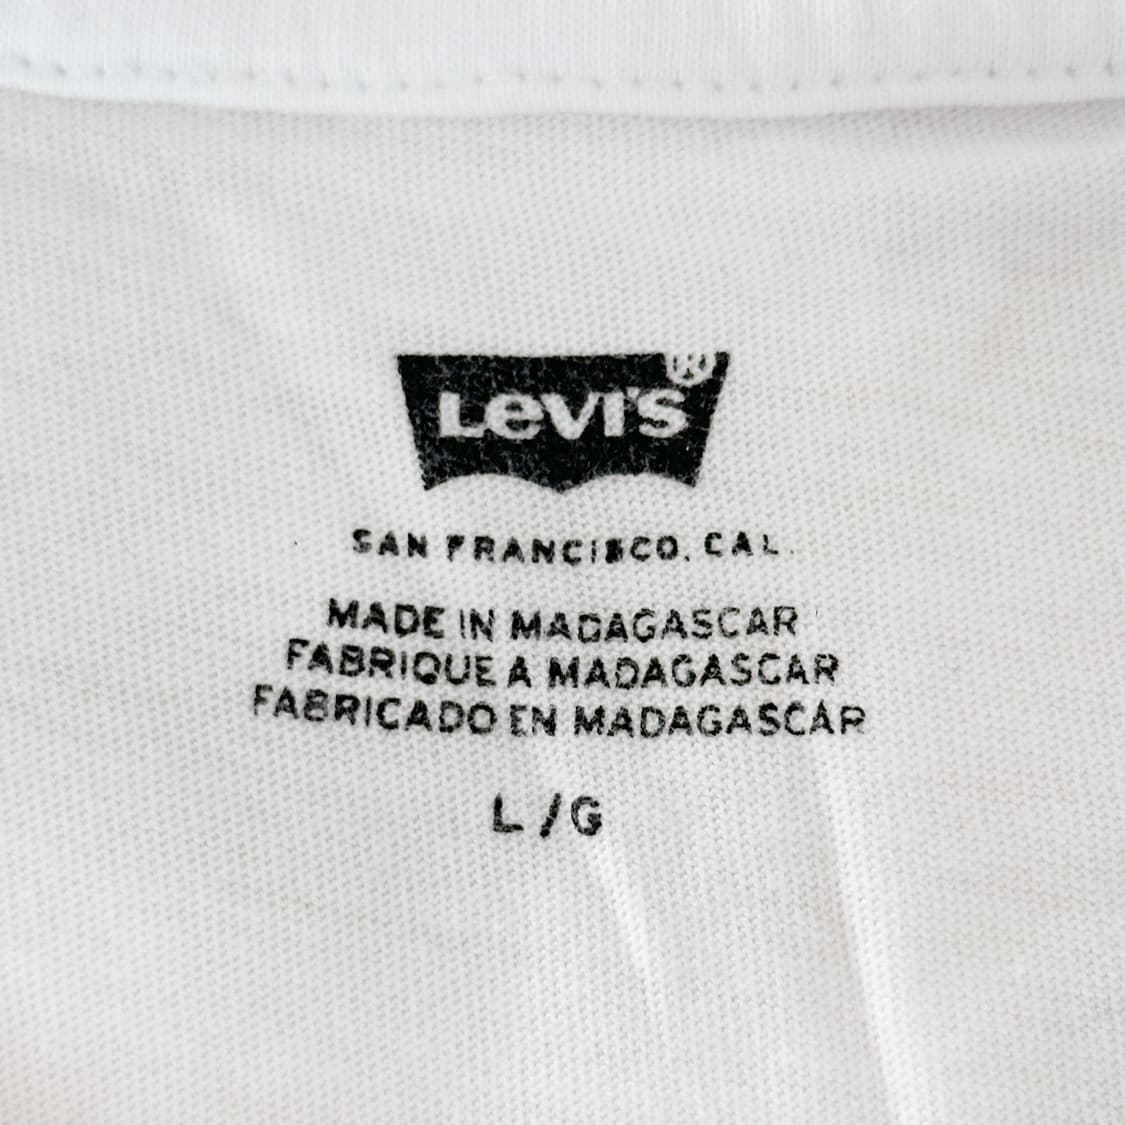 LeVI'S®
SAN FRANCISCO, CAL.
MADE IN MADAGASCAR
FABRIQUE A MADAGASCAR
FABRICADO EN MADAGASCAR
L/G